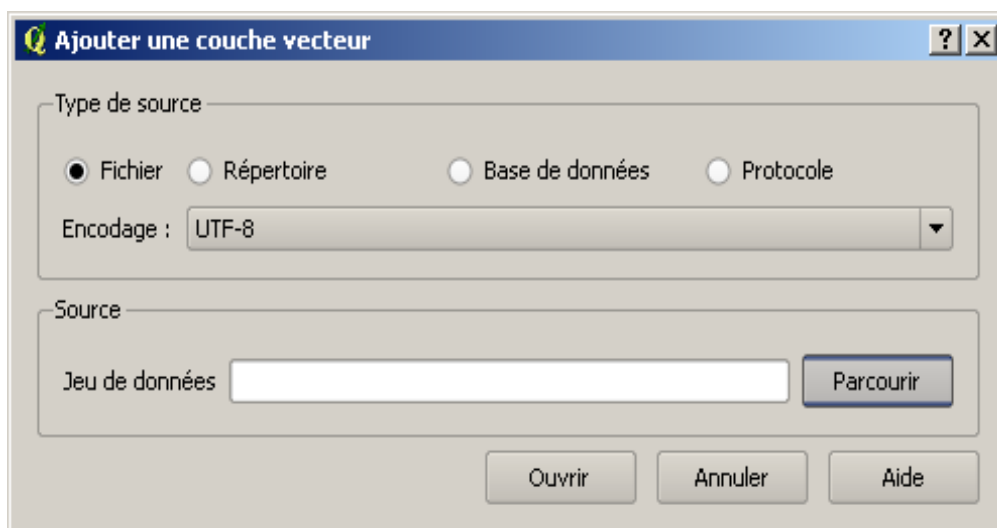 Ajouter une couche vecteur
Type de source
Fichier Répertoire Base de données Protocole
Encodage : UTF-8
Source
Jeu de données Parcourir
Ouvrir Annuler Aide